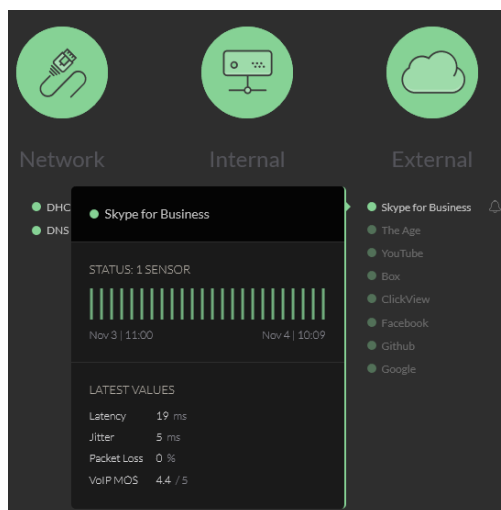 Network Internal External
DHC
DNS
Skype for Business
STATUS: 1 SENSOR
Nov 3 | 11:00 Nov 4 | 10:09
LATEST VALUES
Latency 19 ms
Jitter 5 ms
Packet Loss 0 %
VoIP MOS 4.4 / 5
Skype for Business
The Age
YouTube
Box
ClickView
Facebook
Github
Google